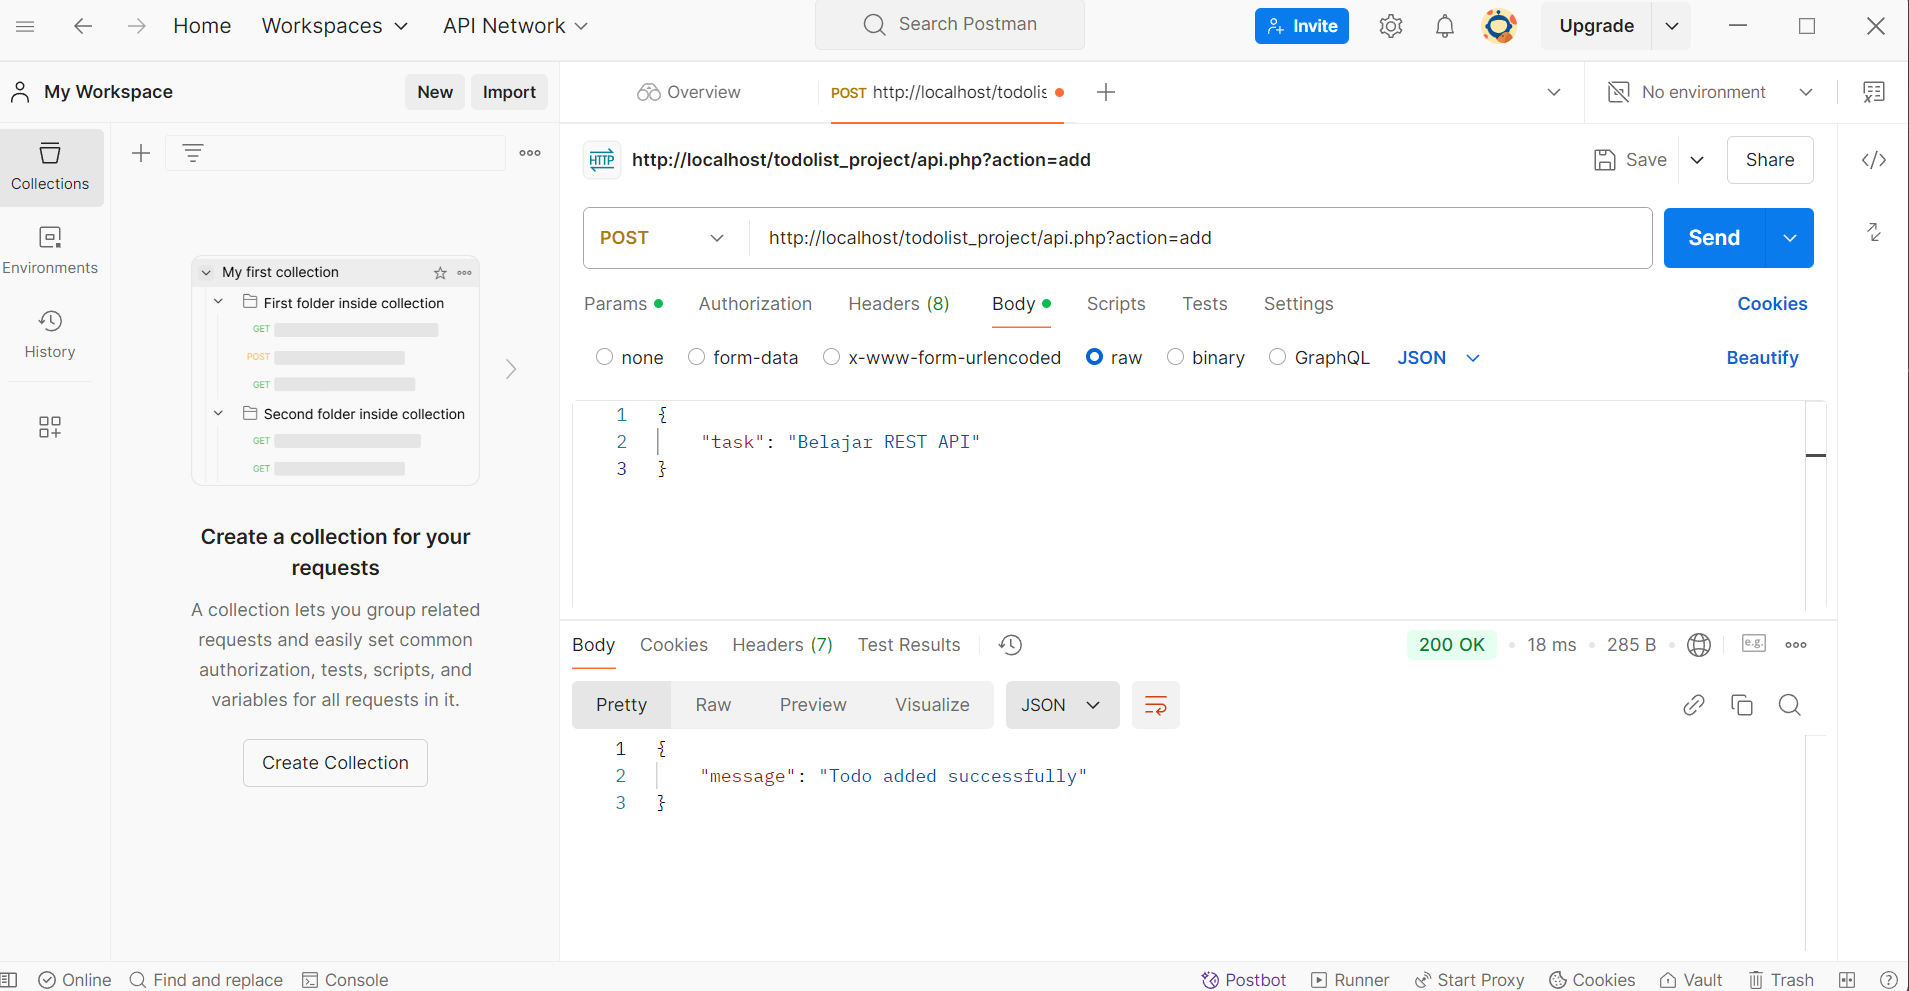 Home Workspaces API Network Search Postman Invite Upgrade
My Workspace New Import Overview POST http://localhost/todolis No environment
Collections
Environments
History
My first collection
First folder inside collection
GET
POST
GET
Second folder inside collection
GET
GET
Create a collection for your
requests
A collection lets you group related
requests and easily set common
authorization, tests, scripts, and
variables for all requests in it.
Create Collection
HTTP http://localhost/todolist_project/api.php?action=add Save Share
POST http://localhost/todolist_project/api.php?action=add Send
Params Authorization Headers (8) Body Scripts Tests Settings Cookies
none form-data x-www-form-urlencoded raw binary GraphQL JSON Beautify
1 {
2 "task": "Belajar REST API"
3 }
Body Cookies Headers (7) Test Results 200 OK 18 ms 285 B e.g.
Pretty Raw Preview Visualize JSON
1 {
2 "message": "Todo added successfully"
3 }
Online Find and replace Console Postbot Runner Start Proxy Cookies Vault Trash